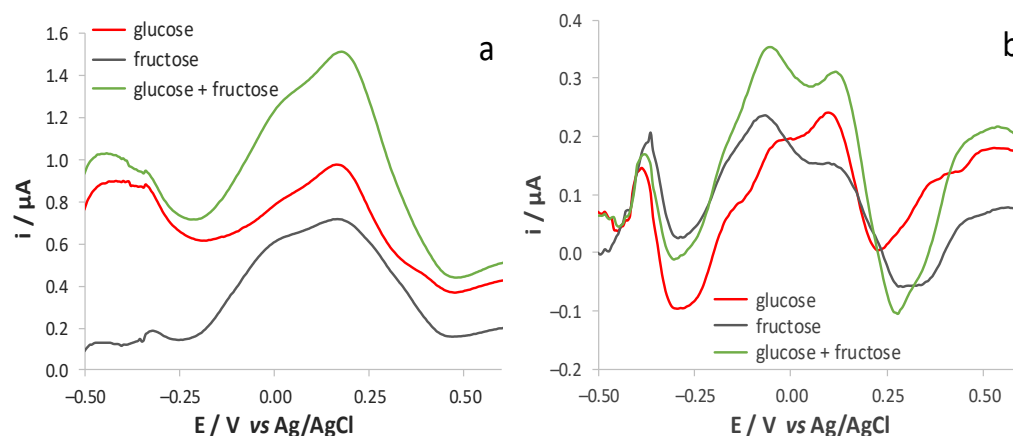 a
glucose
fructose
glucose + fructose
i / µA
1.6
1.4
1.2
1.0
0.8
0.6
0.4
0.2
0.0
−0.50
−0.25
0.00
0.25
0.50
E / V vs Ag/AgCl
b
i / µA
0.4
0.3
0.2
0.1
0.0
−0.1
−0.2
glucose
fructose
glucose + fructose
−0.50
−0.25
0.00
0.25
0.50
E / V vs Ag/AgCl